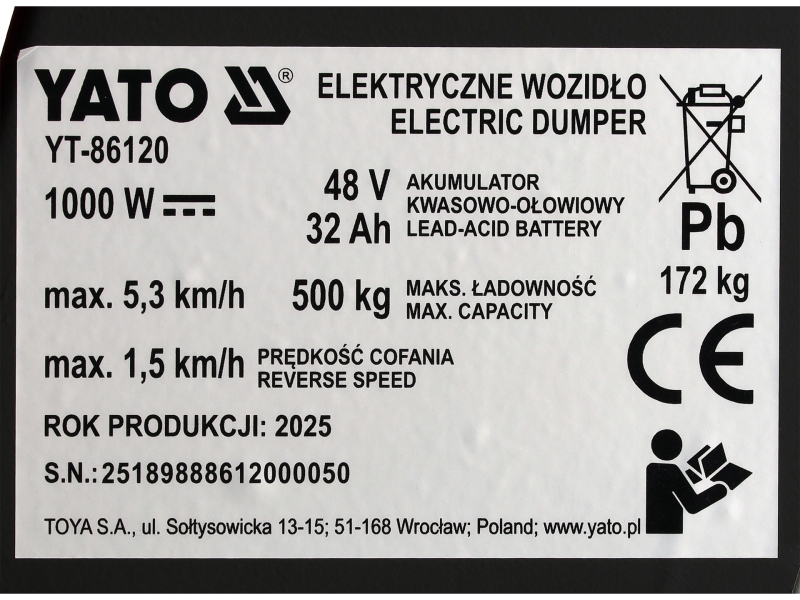 YATO ®
ELEKTRYCZNE WOZIDŁO
ELECTRIC DUMPER
YT-86120
1000 W
48 V
32 Ah
AKUMULATOR
KWASOWO-OŁOWIOWY
LEAD-ACID BATTERY
Pb
172 kg
max. 5,3 km/h
500 kg
MAKS. ŁADOWNOŚĆ
MAX. CAPACITY
max. 1,5 km/h
PRĘDKOŚĆ COFANIA
REVERSE SPEED
CE
ROK PRODUKCJI: 2025
S.N.: 25189888612000050
TOYA S.A., ul. Sołtysowicka 13-15; 51-168 Wrocław; Poland; www.yato.pl